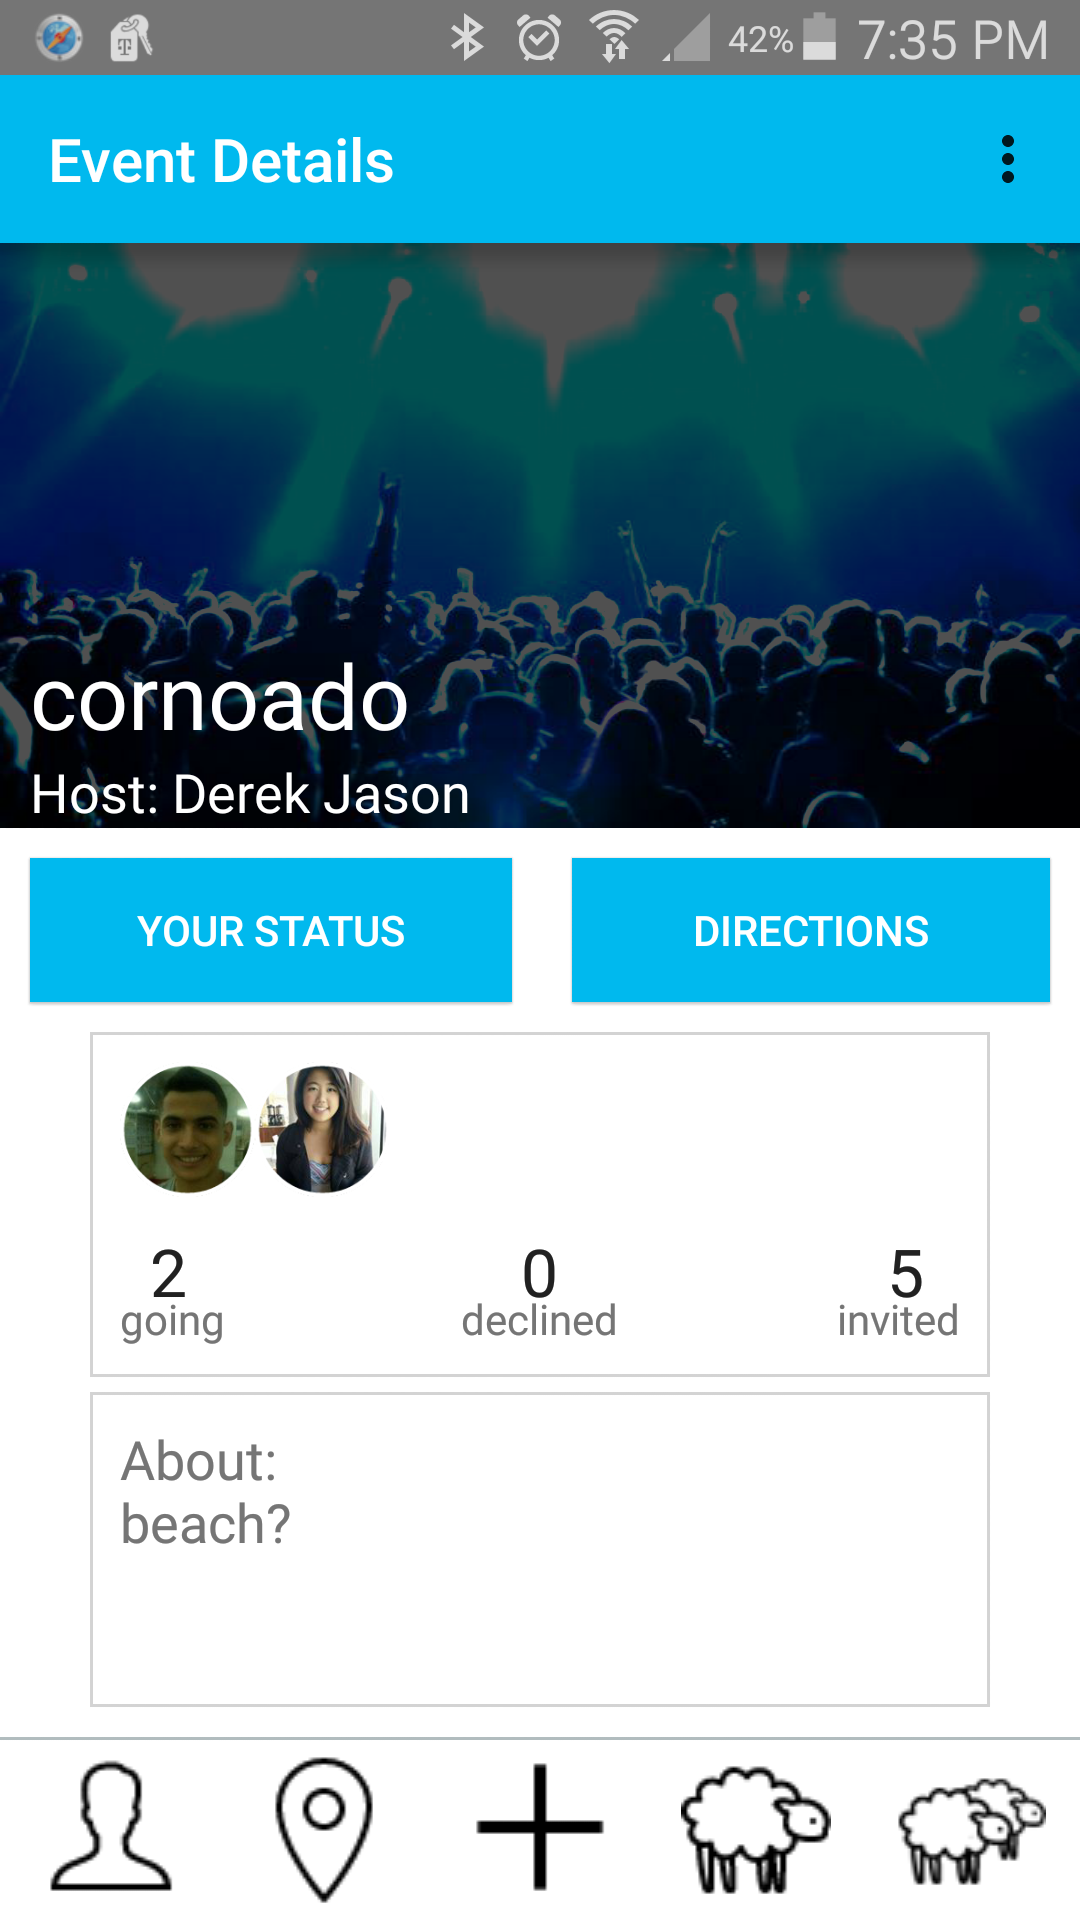 42% 7:35 PM
Event Details
cornoado
Host: Derek Jason
YOUR STATUS DIRECTIONS
2 0 5
going declined invited
About:
beach?